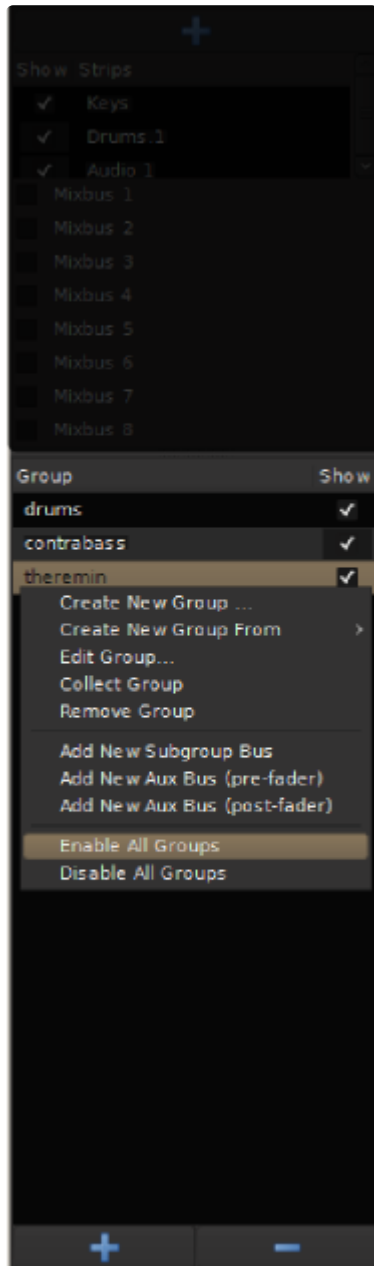 Show Strips
Keys
Drums 1
Audio 1
Mixbus 1
Mixbus 2
Mixbus 3
Mixbus 4
Mixbus 5
Mixbus 6
Mixbus 7
Mixbus 8
Group Show
drums
contrabass
theremin
Create New Group ...
Create New Group From
Edit Group...
Collect Group
Remove Group
Add New Subgroup Bus
Add New Aux Bus (pre-fader)
Add New Aux Bus (post-fader)
Enable All Groups
Disable All Groups